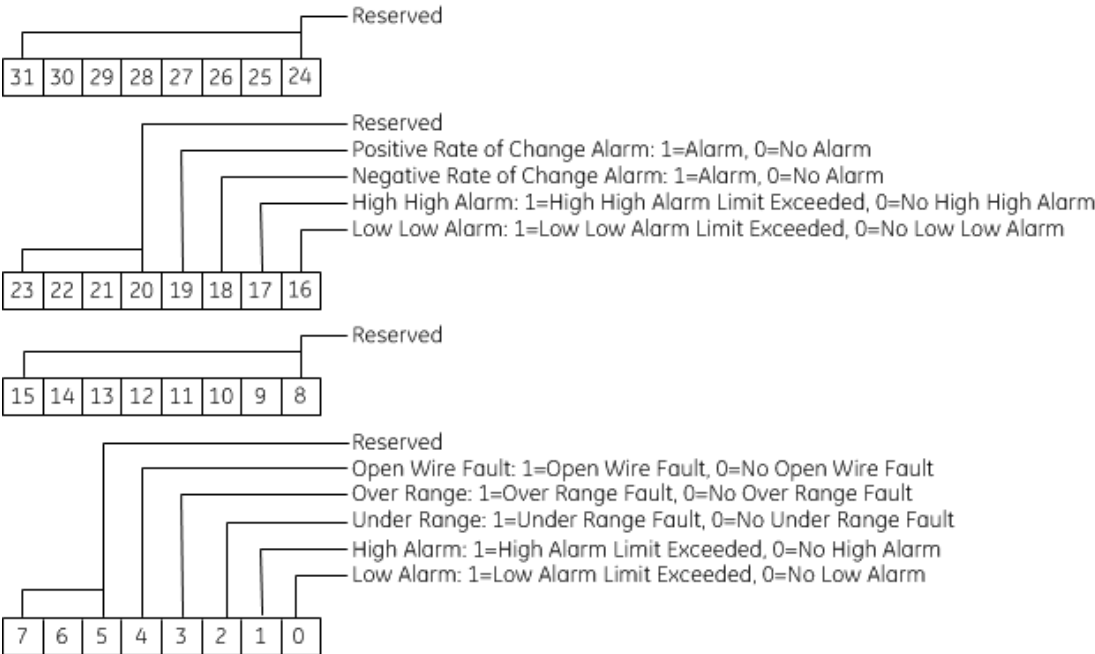 Reserved
31 30 29 28 27 26 25 24
Reserved
Positive Rate of Change Alarm: 1=Alarm, 0=No Alarm
Negative Rate of Change Alarm: 1=Alarm, 0=No Alarm
High High Alarm: 1=High High Alarm Limit Exceeded, 0=No High High Alarm
Low Low Alarm: 1=Low Low Alarm Limit Exceeded, 0=No Low Low Alarm
23 22 21 20 19 18 17 16
Reserved
15 14 13 12 11 10 9 8
Reserved
Open Wire Fault: 1=Open Wire Fault, 0=No Open Wire Fault
Over Range: 1=Over Range Fault, 0=No Over Range Fault
Under Range: 1=Under Range Fault, 0=No Under Range Fault
High Alarm: 1=High Alarm Limit Exceeded, 0=No High Alarm
Low Alarm: 1=Low Alarm Limit Exceeded, 0=No Low Alarm
7 6 5 4 3 2 1 0